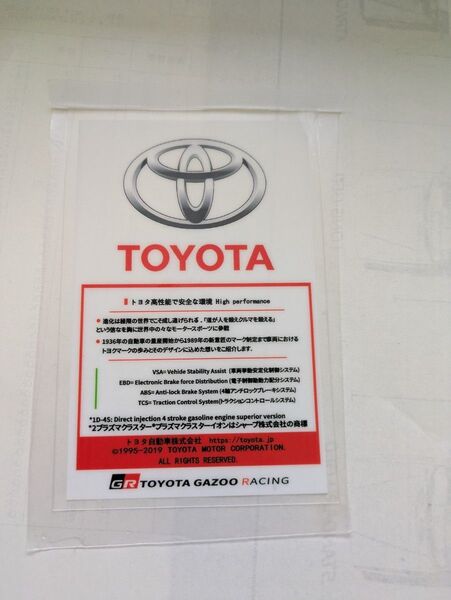 TOYOTA
トヨタ高性能で安全な環境 High performance
進化は極限の世界でこそ成し遂げられる.「道が人を鍛えクルマを鍛える」
という信念を胸に世界中の々なモータースポーツに参戦
1936年の自動車の量産開始から1989年の新意匠のマーク制定まで車両における
トヨクマークの歩みとそのデザインに込めた想いをご紹介します.
VSA= Vehide Stability Assist (車両挙動安定化制御システム)
EBD= Electronic Brake force Distribution (電子制御制動力配分システム)
ABS= Anti-lock Brake System (4輪アンチロックブレーキシステム)
TCS= Traction Control System(トラクションコントロールシステム)
*1D-4S: Direct injection 4 stroke gasoline engine superior version
*2プラズマクラスター*プラズマクラスターイオンはシャープ株式会社の商標
トヨタ自動車株式会社 https://toyota.jp
©1995-2019 TOYOTA MOTOR CORPORATION.
ALL RIGHTS RESERVED.
GR TOYOTA GAZOO RACING